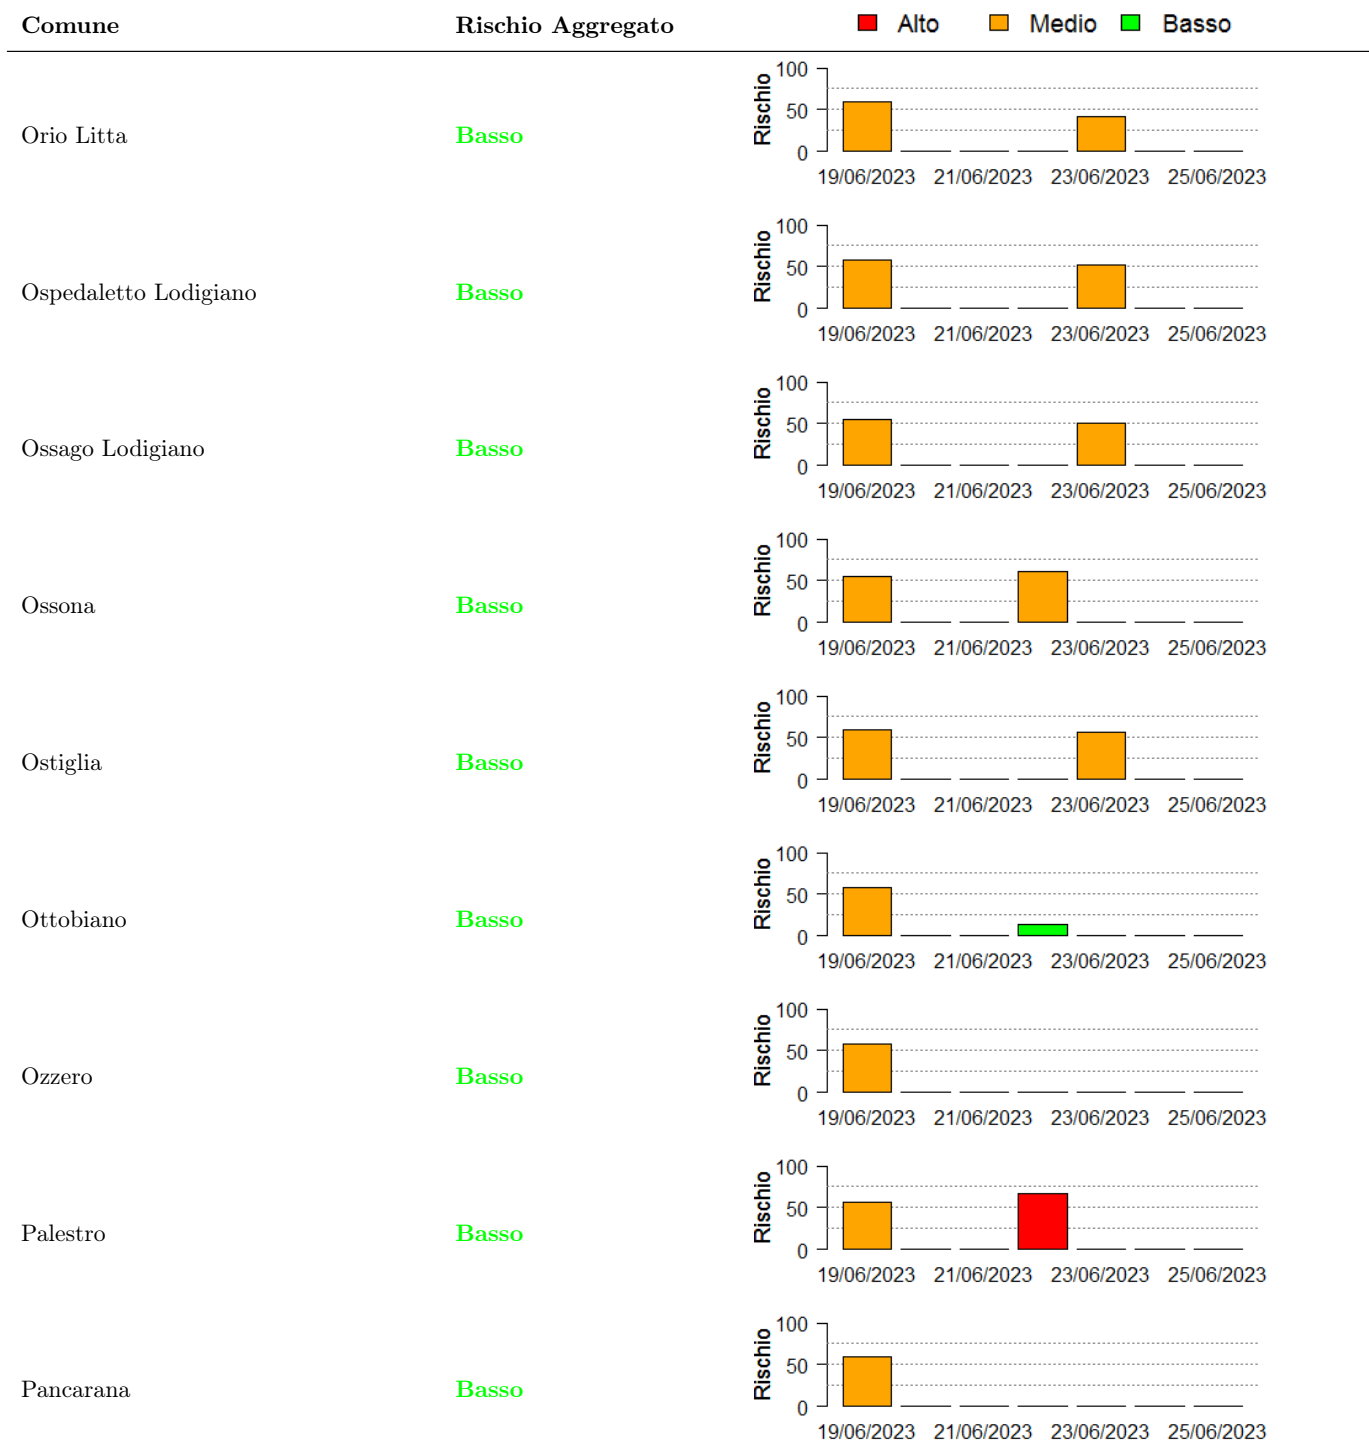 Comune Rischio Aggregato Alto Medio Basso
100
Rischio
50
Orio Litta Basso
0
19/06/2023 21/06/2023 23/06/2023 25/06/2023
100
Rischio
50
Ospedaletto Lodigiano Basso
0
19/06/2023 21/06/2023 23/06/2023 25/06/2023
100
Rischio
50
Ossago Lodigiano Basso
0
19/06/2023 21/06/2023 23/06/2023 25/06/2023
100
Rischio
50
Ossona Basso
0
19/06/2023 21/06/2023 23/06/2023 25/06/2023
100
Rischio
50
Ostiglia Basso
0
19/06/2023 21/06/2023 23/06/2023 25/06/2023
100
Rischio
50
Ottobiano Basso
0
19/06/2023 21/06/2023 23/06/2023 25/06/2023
100
Rischio
50
Ozzero Basso
0
19/06/2023 21/06/2023 23/06/2023 25/06/2023
100
Rischio
50
Palestro Basso
0
19/06/2023 21/06/2023 23/06/2023 25/06/2023
100
Rischio
50
Pancarana Basso
0
19/06/2023 21/06/2023 23/06/2023 25/06/2023